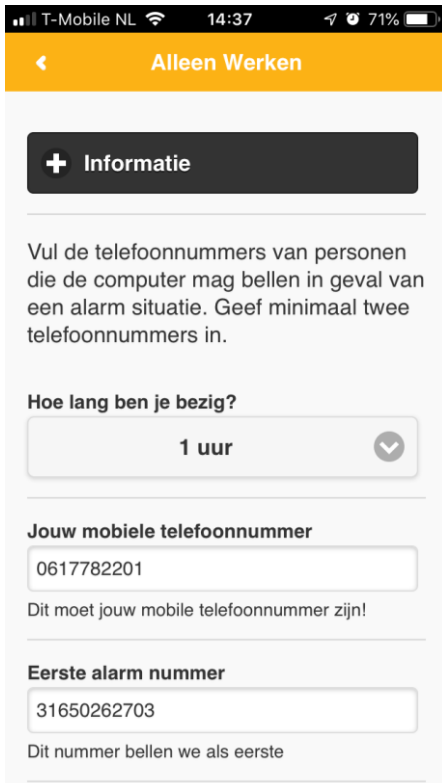 T-Mobile NL 14:37 71%
Alleen Werken
Informatie
Vul de telefoonnummers van personen
die de computer mag bellen in geval van
een alarm situatie. Geef minimaal twee
telefoonnummers in.
Hoe lang ben je bezig?
1 uur
Jouw mobiele telefoonnummer
0617782201
Dit moet jouw mobile telefoonnummer zijn!
Eerste alarm nummer
31650262703
Dit nummer bellen we als eerste